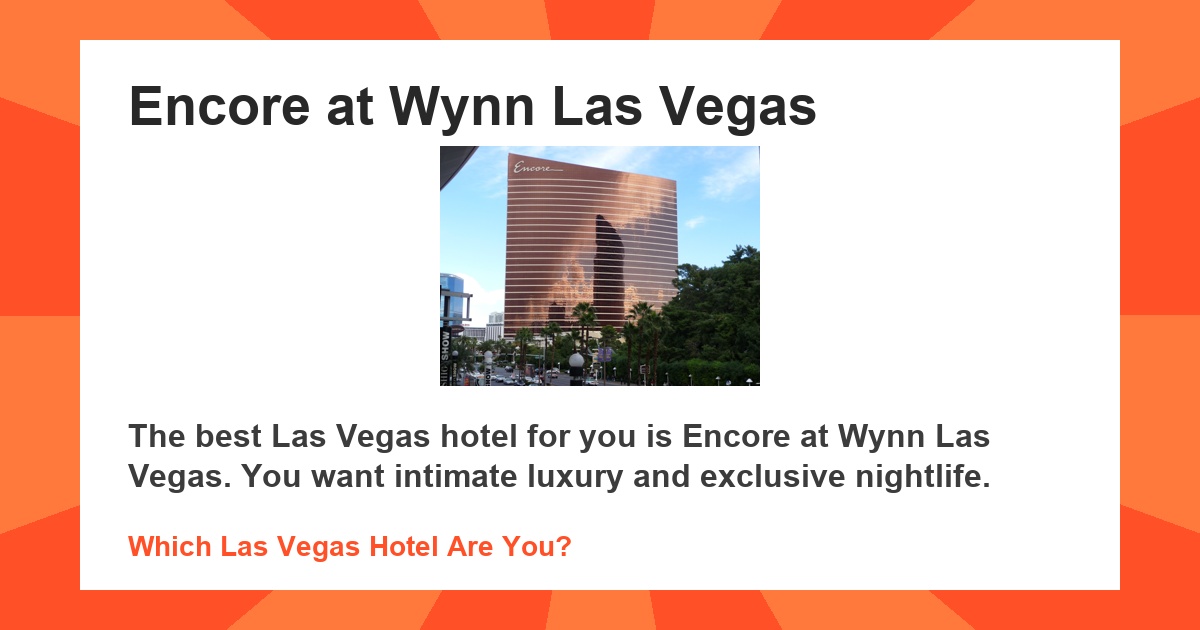 Encore at Wynn Las Vegas
Encore
SHOW
The best Las Vegas hotel for you is Encore at Wynn Las
Vegas. You want intimate luxury and exclusive nightlife.
Which Las Vegas Hotel Are You?